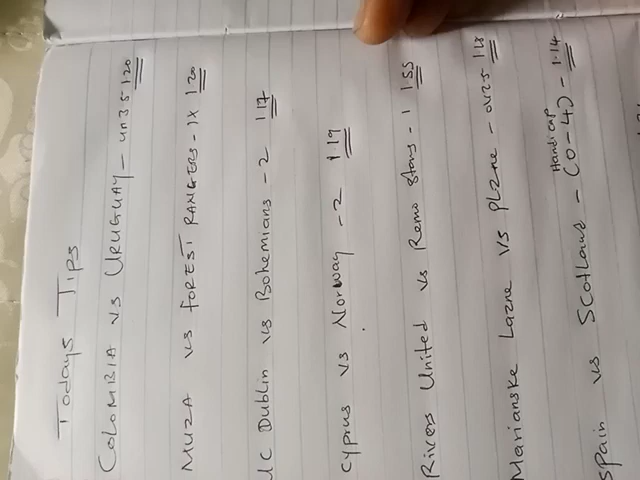 Todays Tips
COLOMBIA vs URUGUAY - un 3 5 1 20
MUZA vs FOREST RANGERS - 1X 1 20
UC Dublin vs Bohemians - 2 1 17
Cyprus vs Norway - 2 1 19
Rivers United vs Remo Stars - 1 1 55
Marianske Lazne vs PLZNE - OV2 5 1 18
Handicap
Spain vs Scotland - (0-4) - 1.14